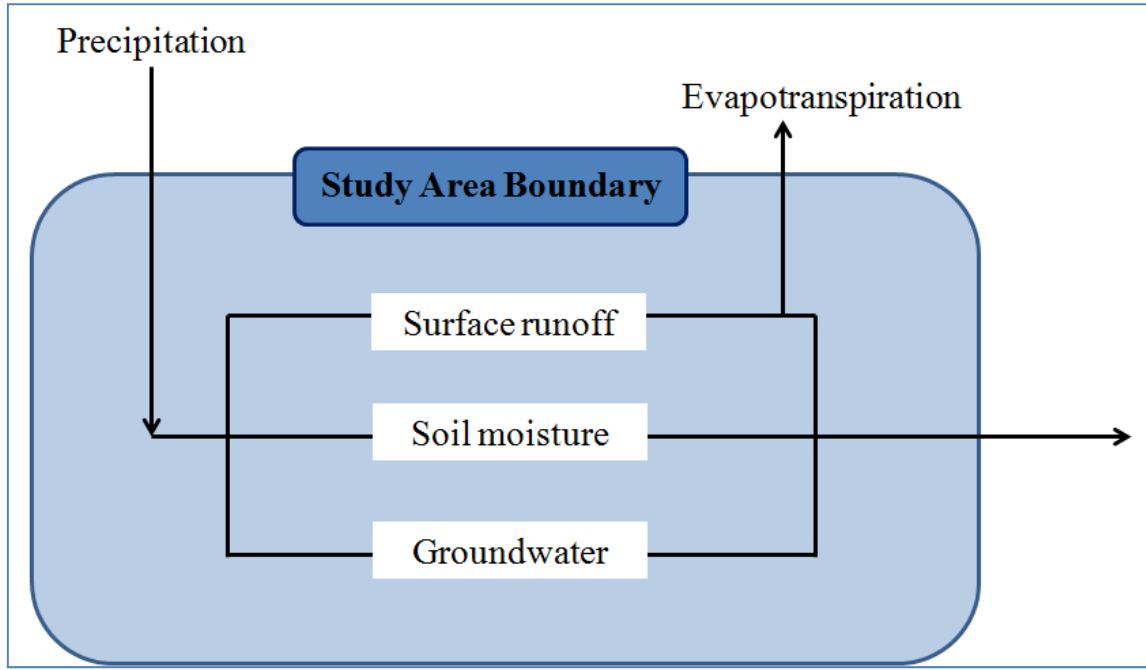 Precipitation
Evapotranspiration
Study Area Boundary
Surface runoff
Soil moisture
Groundwater